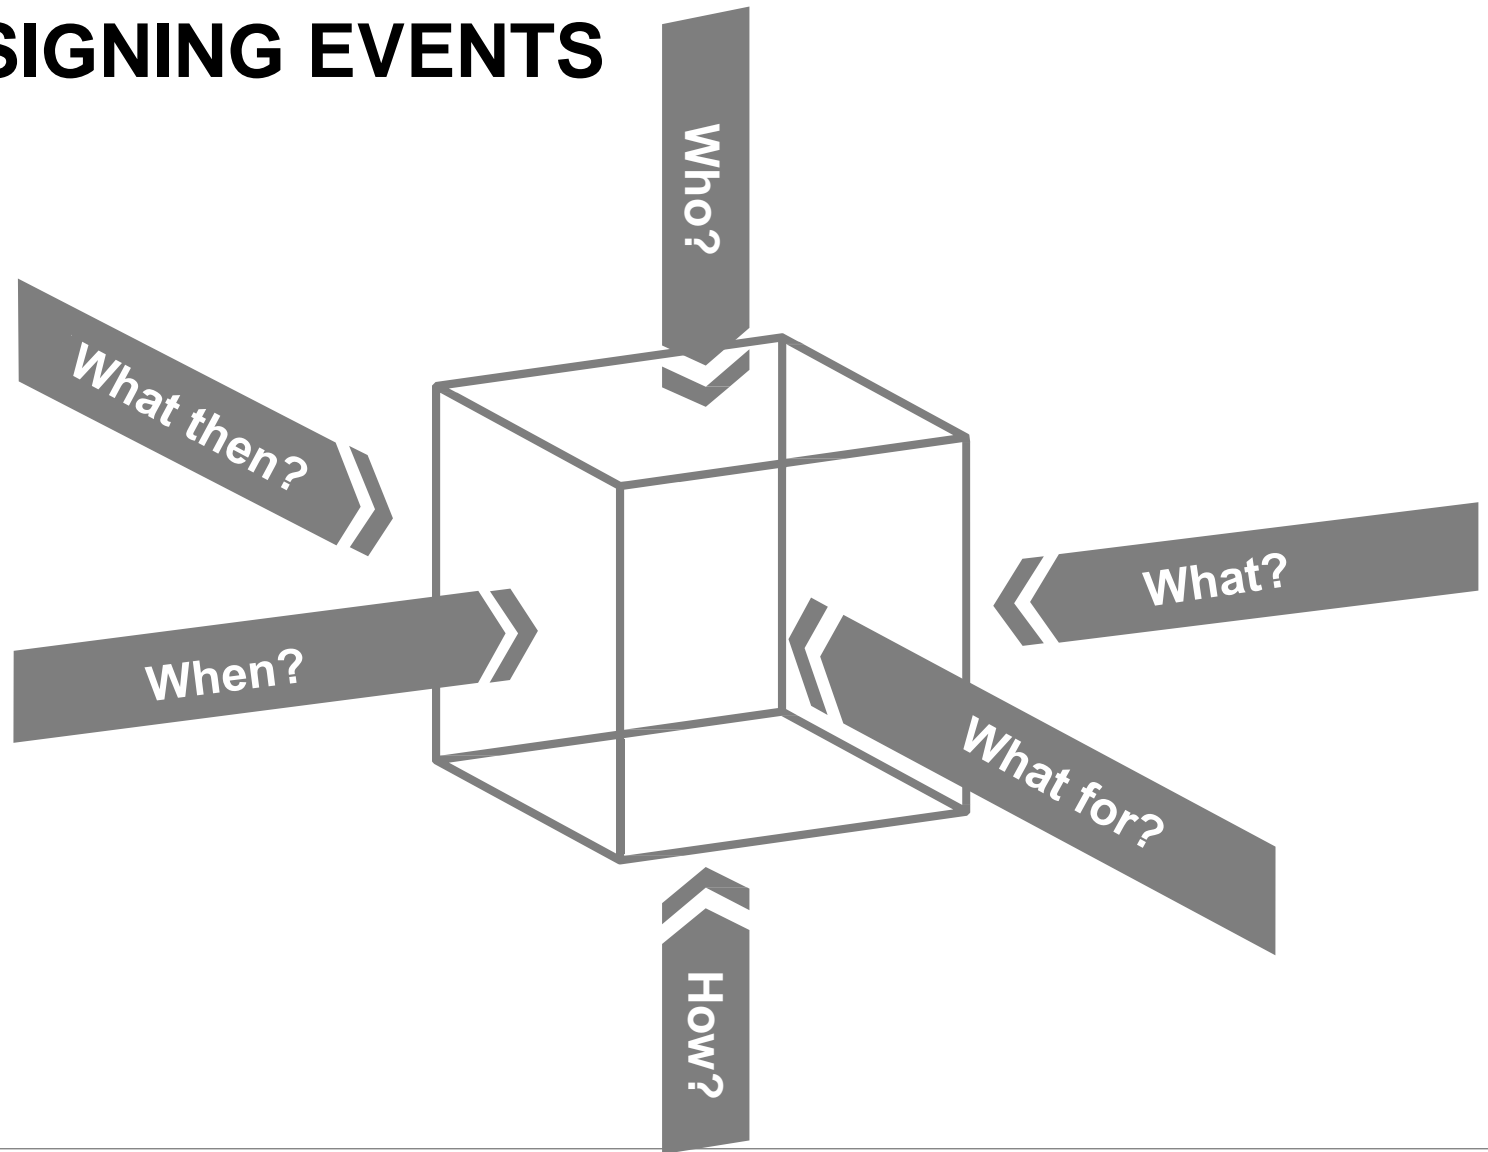 SIGNING EVENTS
Who?
What then?
What?
When?
What for?
How?